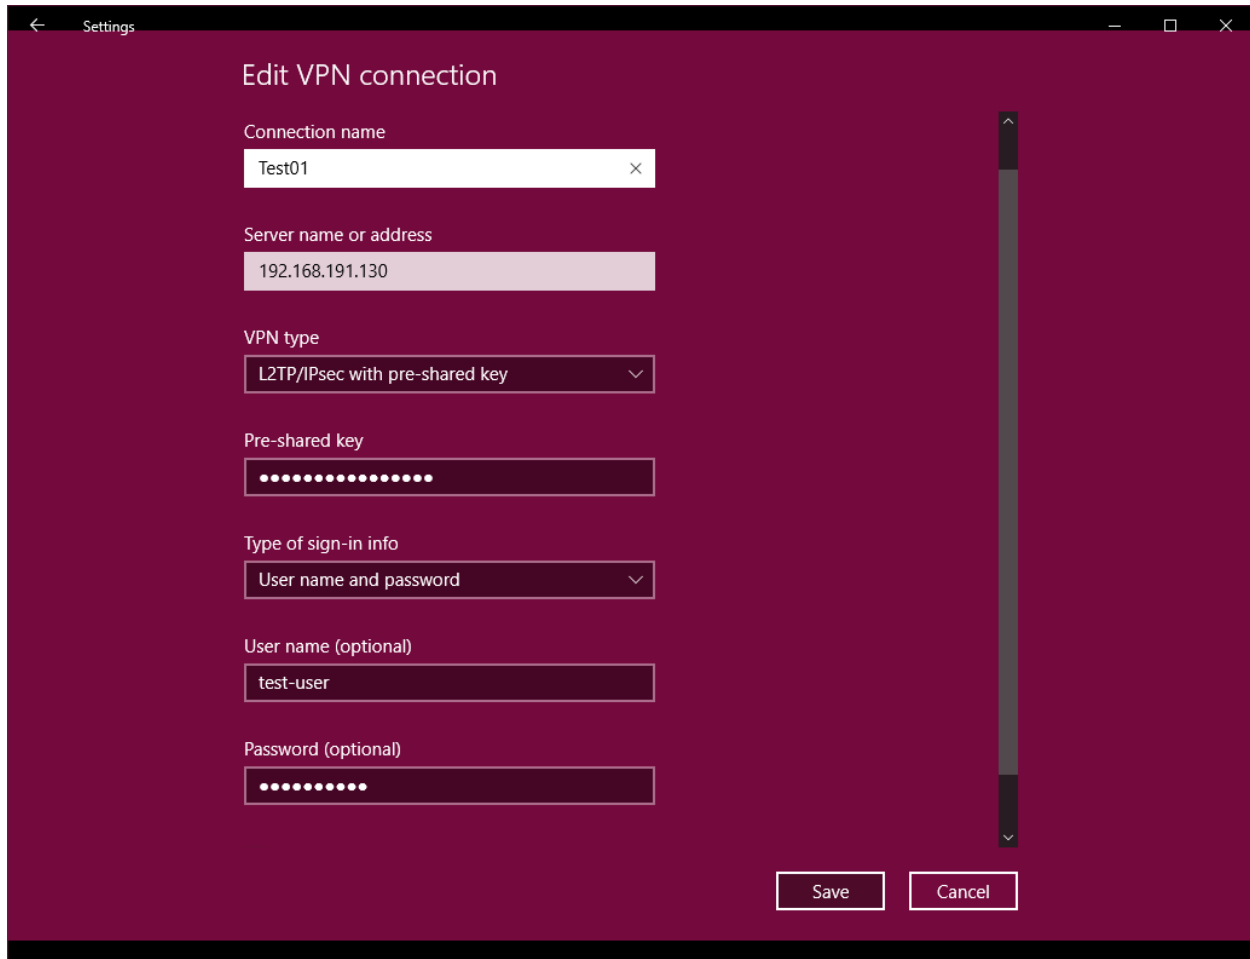 Settings
Edit VPN connection
Connection name
Test01
Server name or address
192.168.191.130
VPN type
L2TP/IPsec with pre-shared key
Pre-shared key
●●●●●●●●●●●●●●●●
Type of sign-in info
User name and password
User name (optional)
test-user
Password (optional)
●●●●●●●●●●
Save Cancel